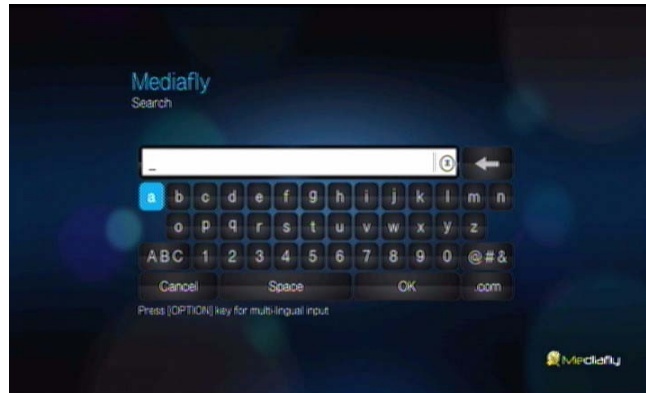 Mediafly
Search
_
a b c d e f g h i j k l m n
o p q r s t u v w x y z
ABC 1 2 3 4 5 6 7 8 9 0 @#&
Cancel Space OK .com
Press [OPTION] key for multi-lingual input
Mediafly